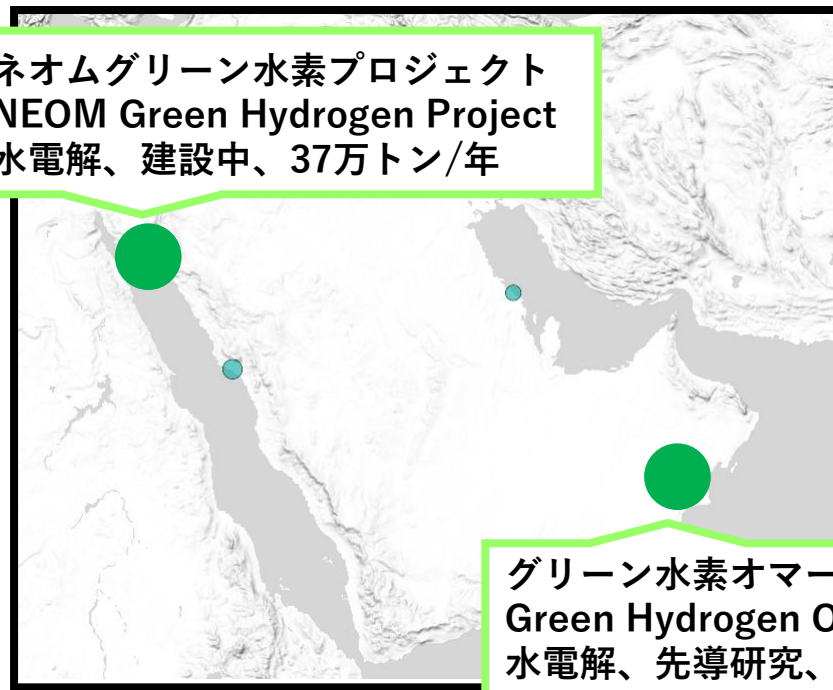 ネオムグリーン水素プロジェクト
NEOM Green Hydrogen Project
水電解、建設中、37万トン/年
グリーン水素オマー
Green Hydrogen O
水電解、先導研究、